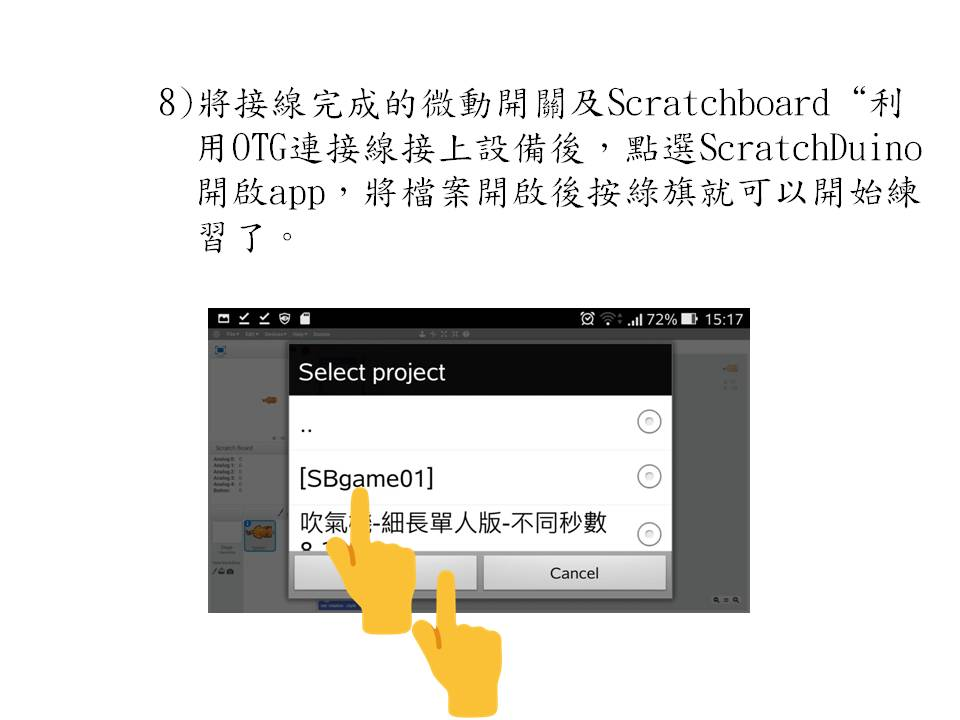 8)將接線完成的微動開關及Scratchboard“利
用OTG連接線接上設備後，點選ScratchDuino
開啟app，將檔案開啟後按綠旗就可以開始練
習了。
72% 15:17
Select project
..
[SBgame01]
吹氣-細長單人版-不同秒數
Cancel